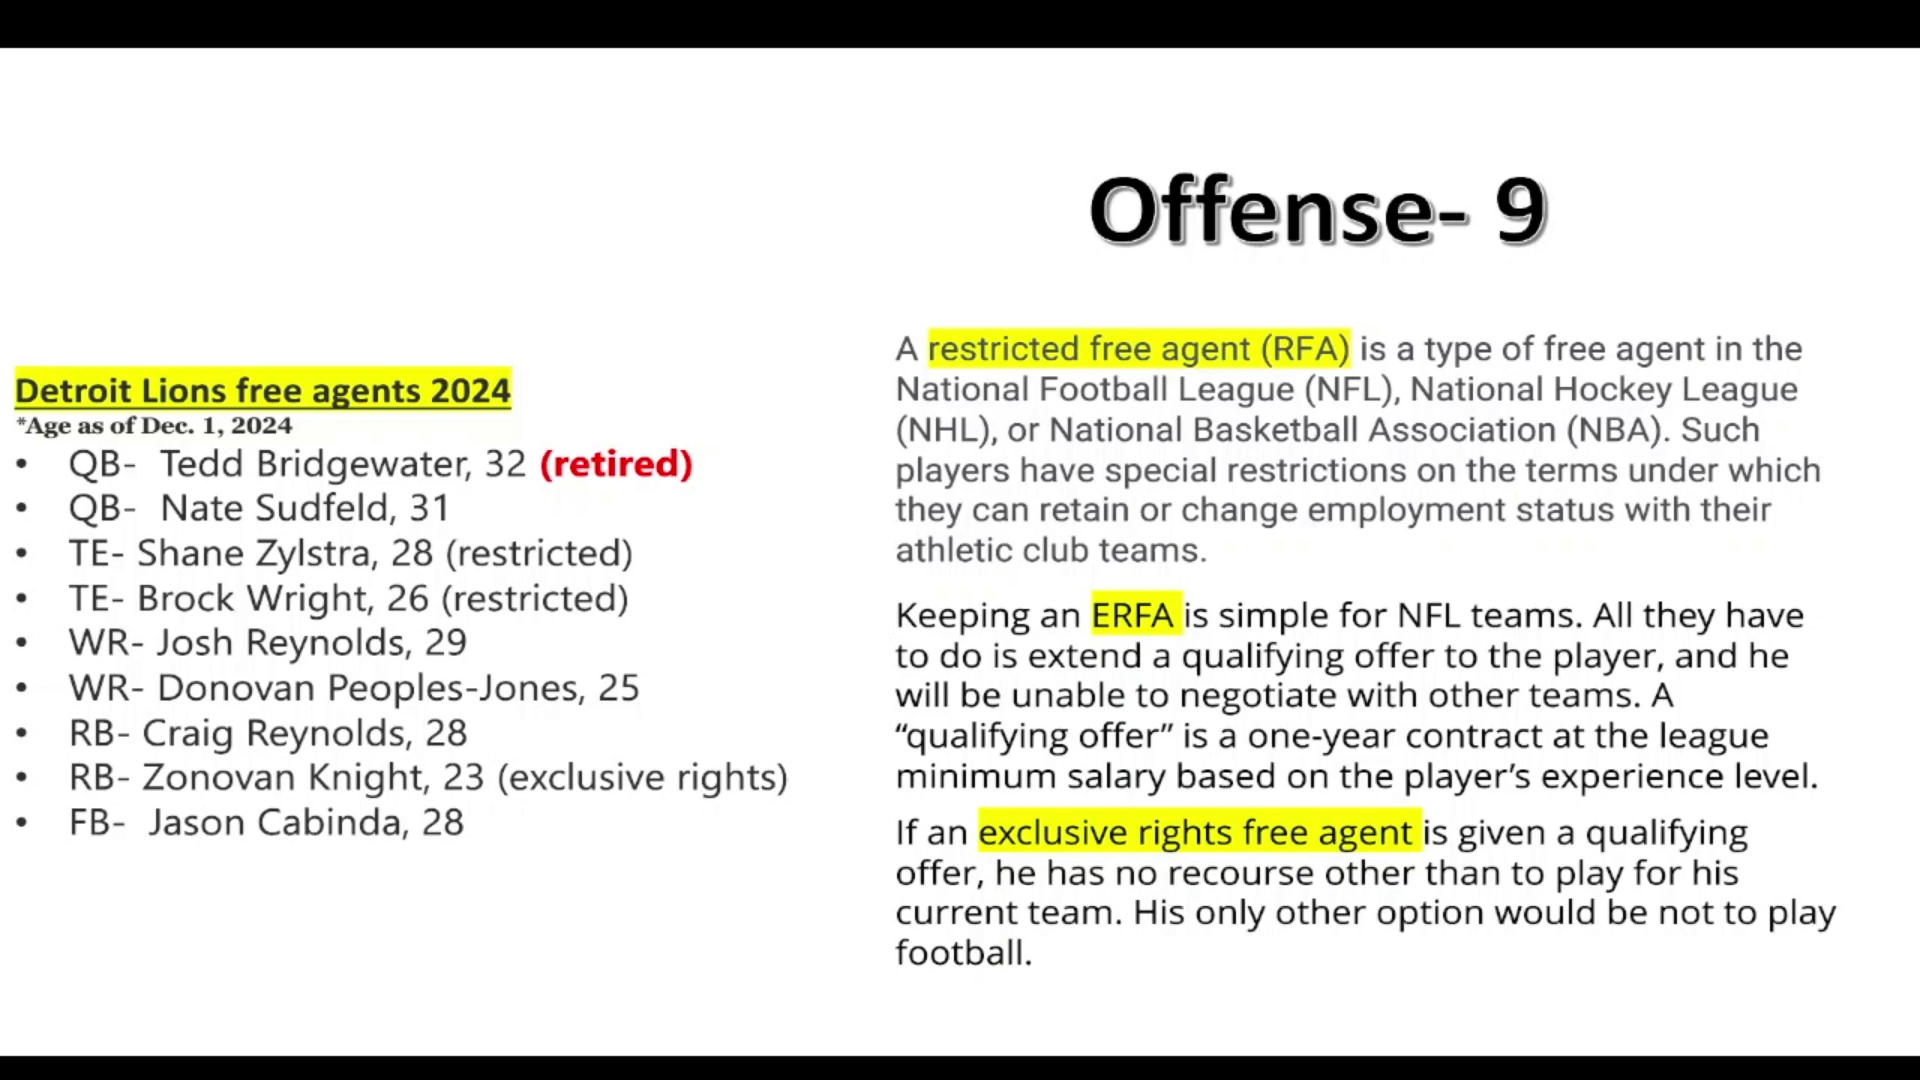 Offense- 9
Detroit Lions free agents 2024
*Age as of Dec. 1, 2024
• QB- Tedd Bridgewater, 32 (retired)
• QB- Nate Sudfeld, 31
• TE- Shane Zylstra, 28 (restricted)
• TE- Brock Wright, 26 (restricted)
• WR- Josh Reynolds, 29
• WR- Donovan Peoples-Jones, 25
• RB- Craig Reynolds, 28
• RB- Zonovan Knight, 23 (exclusive rights)
• FB- Jason Cabinda, 28
A restricted free agent (RFA) is a type of free agent in the
National Football League (NFL), National Hockey League
(NHL), or National Basketball Association (NBA). Such
players have special restrictions on the terms under which
they can retain or change employment status with their
athletic club teams.
Keeping an ERFA is simple for NFL teams. All they have
to do is extend a qualifying offer to the player, and he
will be unable to negotiate with other teams. A
“qualifying offer” is a one-year contract at the league
minimum salary based on the player’s experience level.
If an exclusive rights free agent is given a qualifying
offer, he has no recourse other than to play for his
current team. His only other option would be not to play
football.